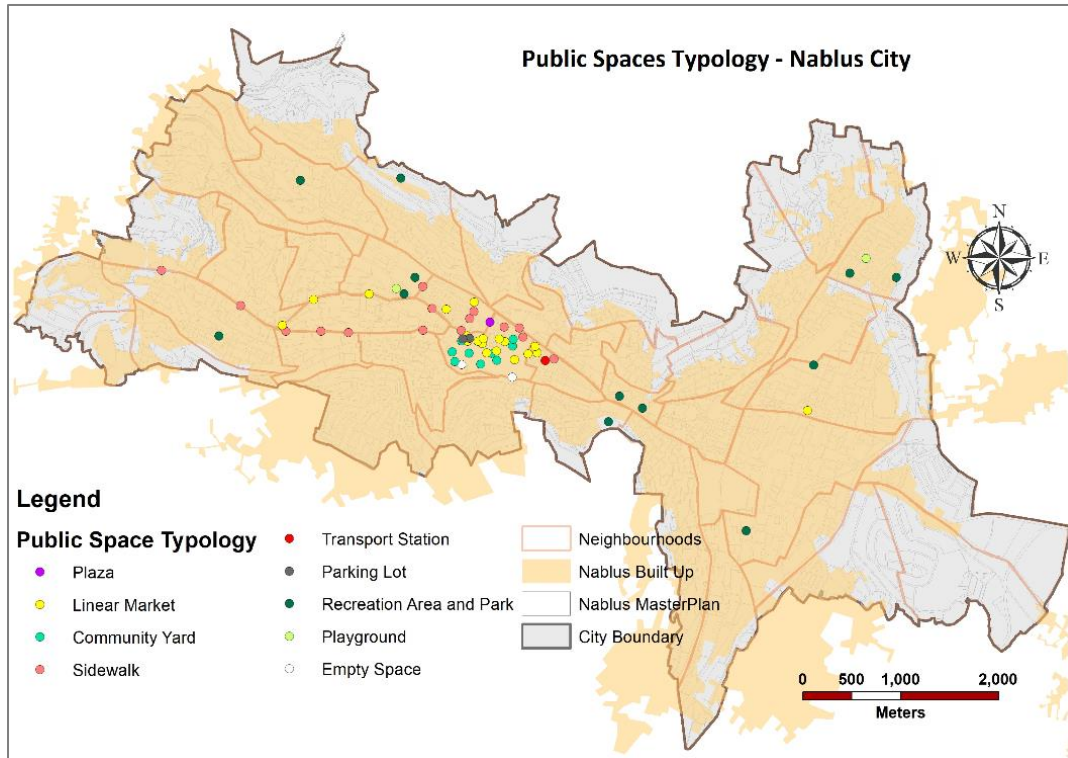 Public Spaces Typology - Nablus City
N
W
E
S
Legend
Public Space Typology
Plaza
Linear Market
Community Yard
Sidewalk
Transport Station
Parking Lot
Recreation Area and Park
Playground
Empty Space
Neighbourhoods
Nablus Built Up
Nablus MasterPlan
City Boundary
0 500 1,000 2,000
Meters